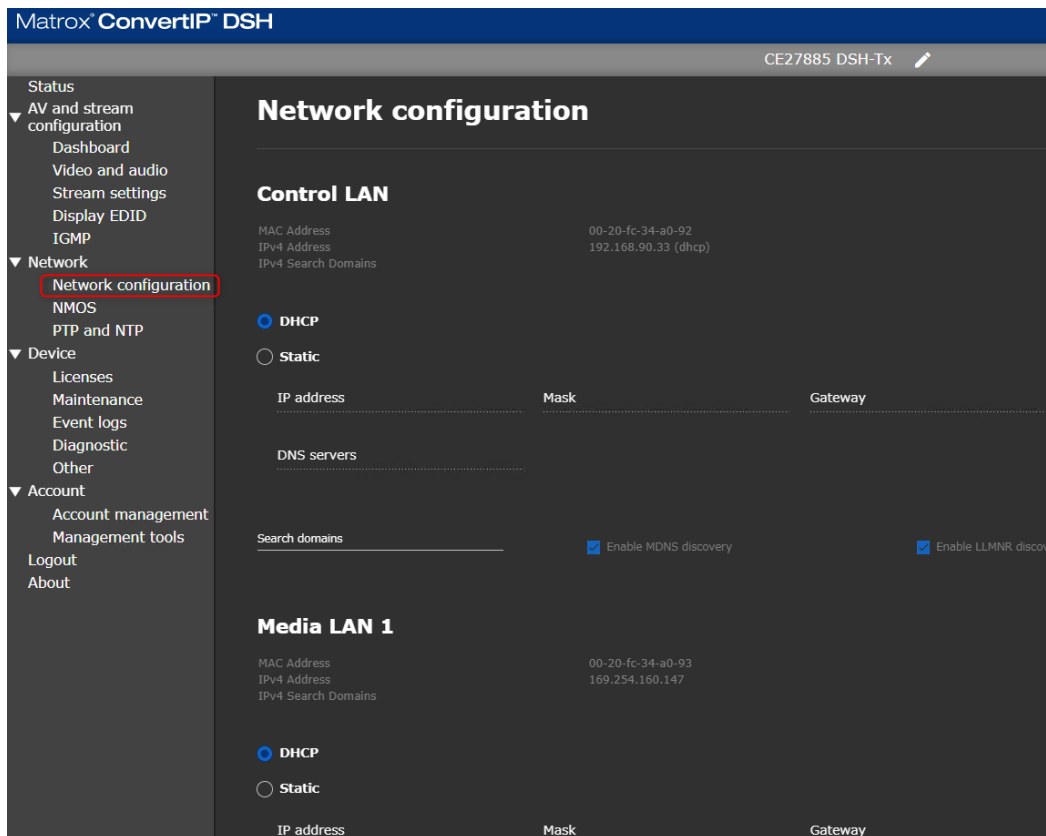 Matrox® ConvertIP™ DSH
CE27885 DSH-Tx
Status
AV and stream
configuration
Dashboard
Video and audio
Stream settings
Display EDID
IGMP
Network
Network configuration
NMOS
PTP and NTP
Device
Licenses
Maintenance
Event logs
Diagnostic
Other
Account
Account management
Management tools
Logout
About
Network configuration
Control LAN
MAC Address 00-20-fc-34-a0-92
IPv4 Address 192.168.90.33 (dhcp)
IPv4 Search Domains
DHCP
Static
IP address Mask Gateway
DNS servers
Search domains Enable MDNS discovery Enable LLMNR disco
Media LAN 1
MAC Address 00-20-fc-34-a0-93
IPv4 Address 169.254.160.147
IPv4 Search Domains
DHCP
Static
IP address Mask Gateway